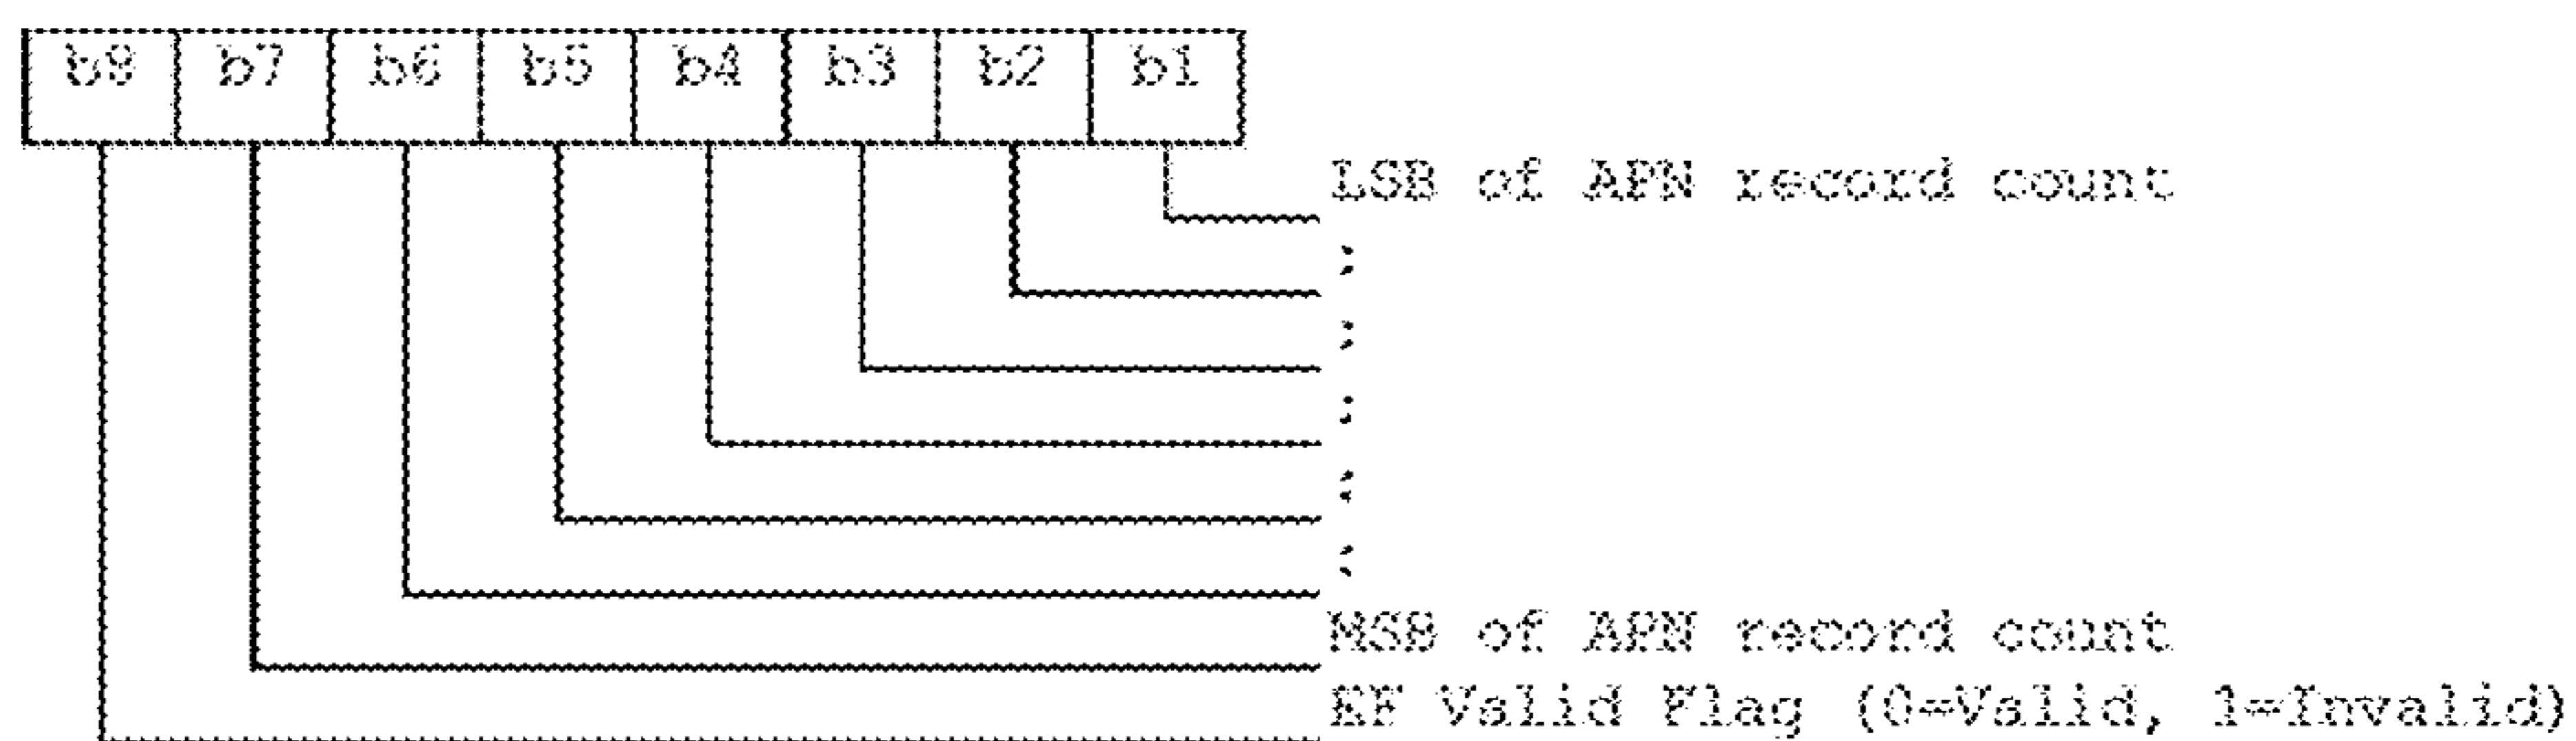 b8 b7 b6 b5 b4 b3 b2 b1
LSB of APN record count
:
:
:
:
:
MSB of APN record count
EF Valid Flag (0=Valid, 1=Invalid)